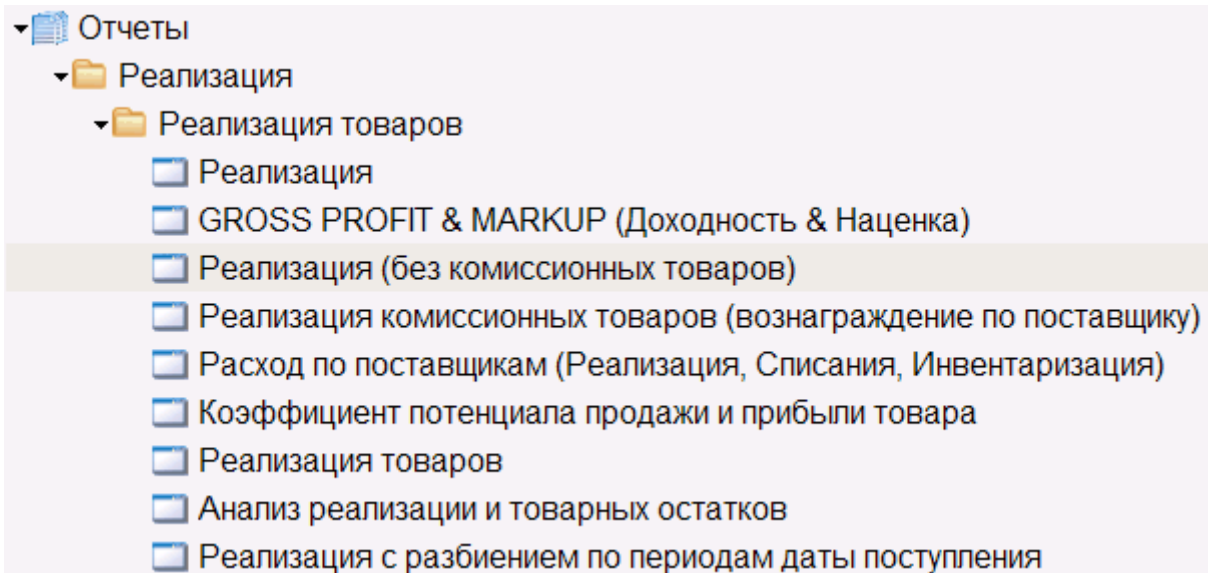 Отчеты
Реализация
Реализация товаров
Реализация
GROSS PROFIT & MARKUP (Доходность & Наценка)
Реализация (без комиссионных товаров)
Реализация комиссионных товаров (вознаграждение по поставщику)
Расход по поставщикам (Реализация, Списания, Инвентаризация)
Коэффициент потенциала продажи и прибыли товара
Реализация товаров
Анализ реализации и товарных остатков
Реализация с разбиением по периодам даты поступления